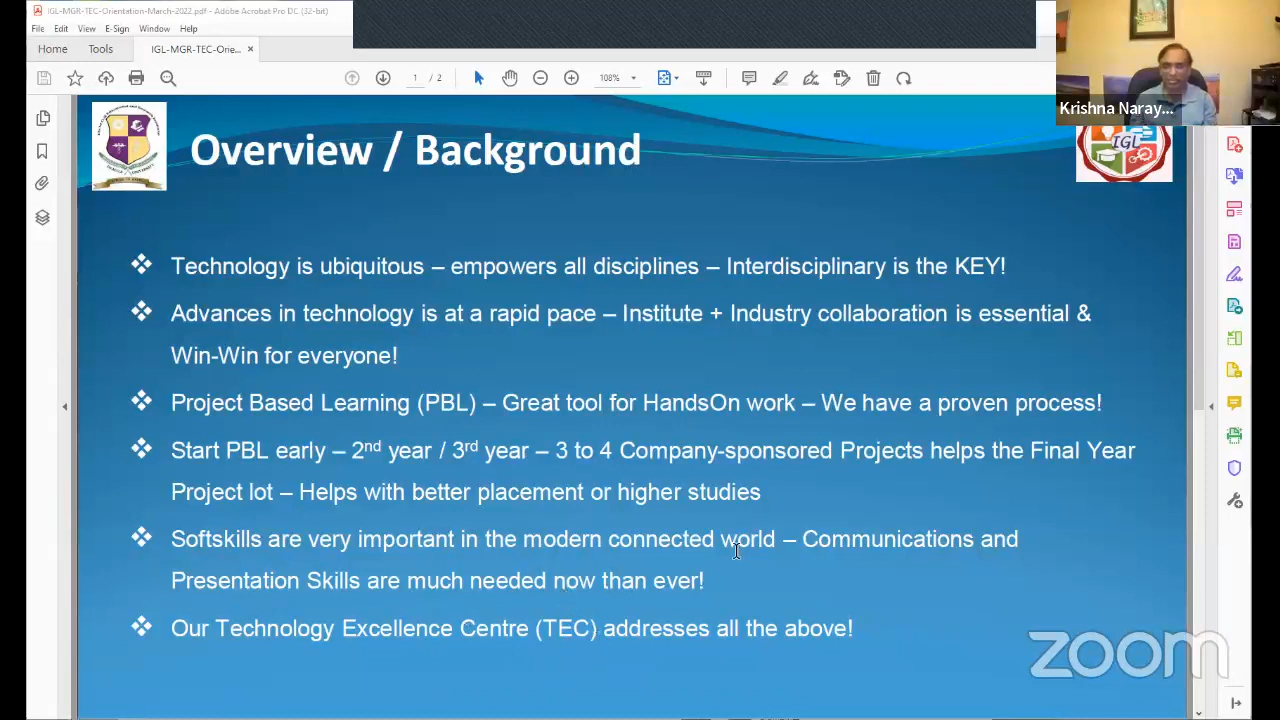 IGL-MGR-TEC-Orientation-March-2022.pdf - Adobe Acrobat Pro DC (32-bit)
File Edit View E-Sign Window Help
Home Tools IGL-MGR-TEC-Orie... ×
1 / 2 108%
Krishna Naray...
Overview / Background
IGL
❖ Technology is ubiquitous – empowers all disciplines – Interdisciplinary is the KEY!
❖ Advances in technology is at a rapid pace – Institute + Industry collaboration is essential &
Win-Win for everyone!
❖ Project Based Learning (PBL) – Great tool for HandsOn work – We have a proven process!
❖ Start PBL early – 2nd year / 3rd year – 3 to 4 Company-sponsored Projects helps the Final Year
Project lot – Helps with better placement or higher studies
❖ Softskills are very important in the modern connected world – Communications and
Presentation Skills are much needed now than ever!
❖ Our Technology Excellence Centre (TEC) addresses all the above!
zoom